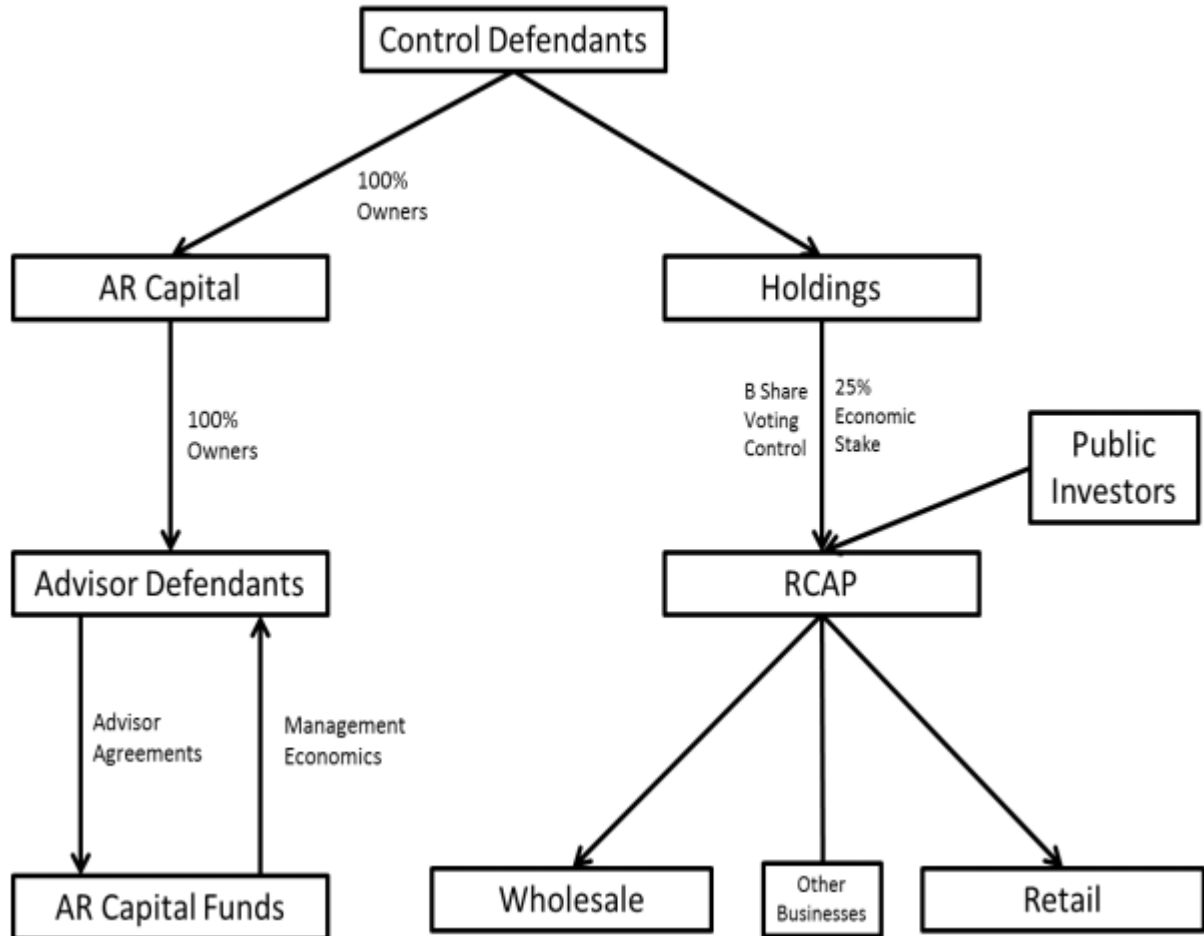 Control Defendants
100%
Owners
AR Capital
Holdings
100%
Owners
B Share
Voting
Control
25%
Economic
Stake
Public
Investors
Advisor Defendants
RCAP
Advisor
Agreements
Management
Economics
AR Capital Funds
Wholesale
Other
Businesses
Retail